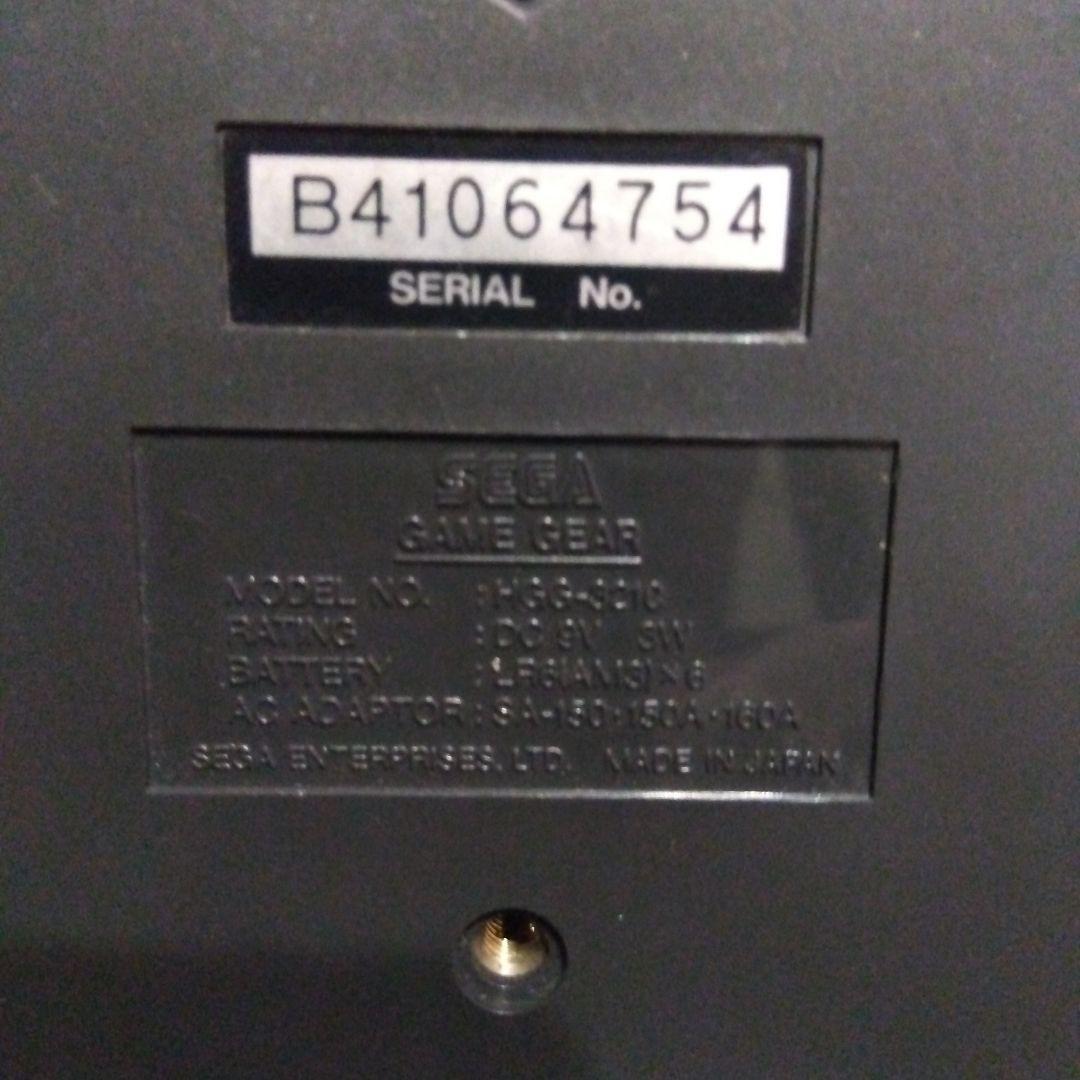 B41064754
SERIAL No.
SEGA
GAME GEAR
MODEL NO. : HGG-3210
RATING : DC 9V 5W
BATTERY : LR6(AM3)×6
AC ADAPTOR : SA-150·150A·160A
SEGA ENTERPRISES, LTD. MADE IN JAPAN